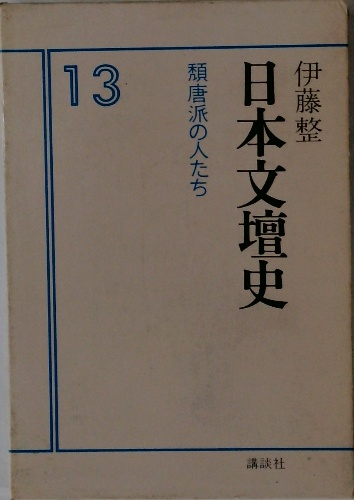 伊藤整
日本文壇史
13
頽唐派の人たち
講談社